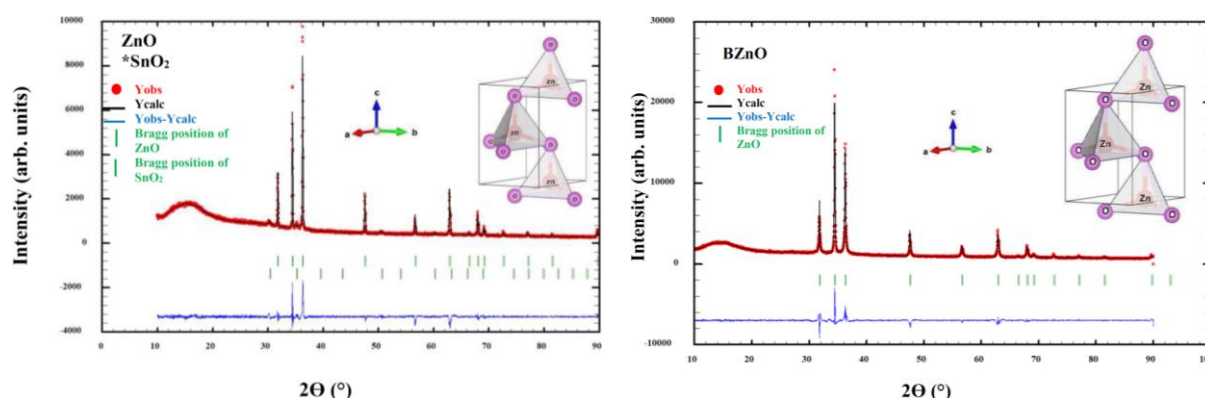 ZnO
*SnO₂
Yobs
Ycalc
Yobs-Ycalc
Bragg position of
ZnO
Bragg position of
SnO₂
Intensity (arb. units)
10000
8000
6000
4000
2000
0
-2000
-4000
10 20 30 40 50 60 70 80 90
2Θ (°)
c
a b
O
Zn
O
O
Zn
O
O
O
Zn
O
O
BZnO
Yobs
Ycalc
Yobs-Ycalc
Bragg position of
ZnO
Intensity (arb. units)
30000
20000
10000
0
-10000
10 20 30 40 50 60 70 80 90 10
2Θ (°)
c
a b
O
Zn
O O
O
Zn
O
O
O
Zn
O
O